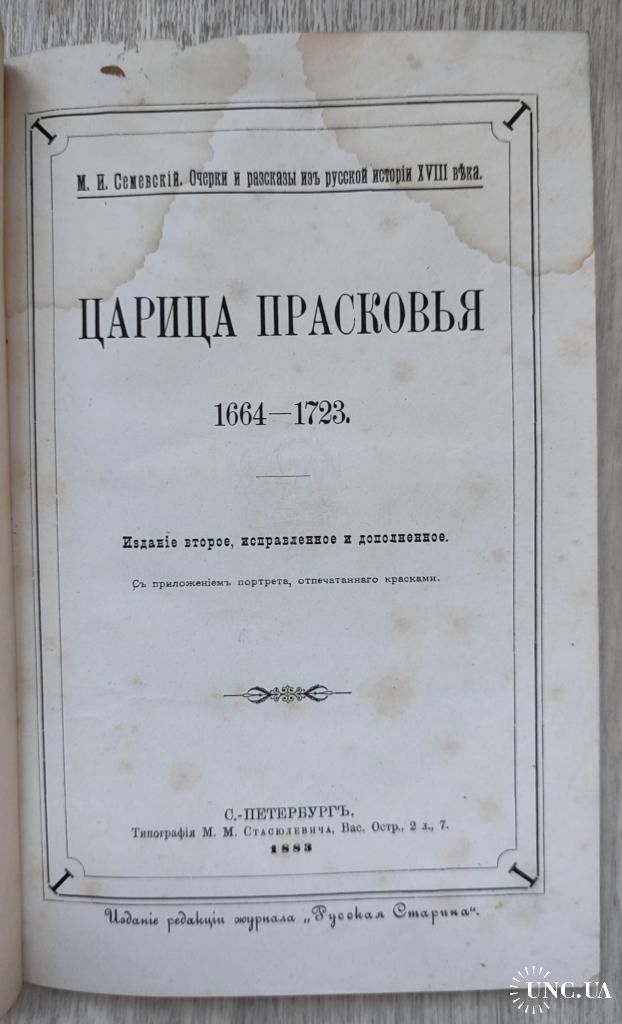 М. И. Семевскій. Очерки и разсказы изъ русской исторіи XVIII вѣка.
ЦАРИЦА ПРАСКОВЬЯ
1664—1723.
Изданіе второе, исправленное и дополненное.
Съ приложеніемъ портрета, отпечатаннаго красками.
С.-ПЕТЕРБУРГЪ.
Типографія М. М. Стасюлевича, Вас. Остр., 2 л., 7.
1883
Изданіе редакціи журнала „Русская Старина“.
UNC.UA